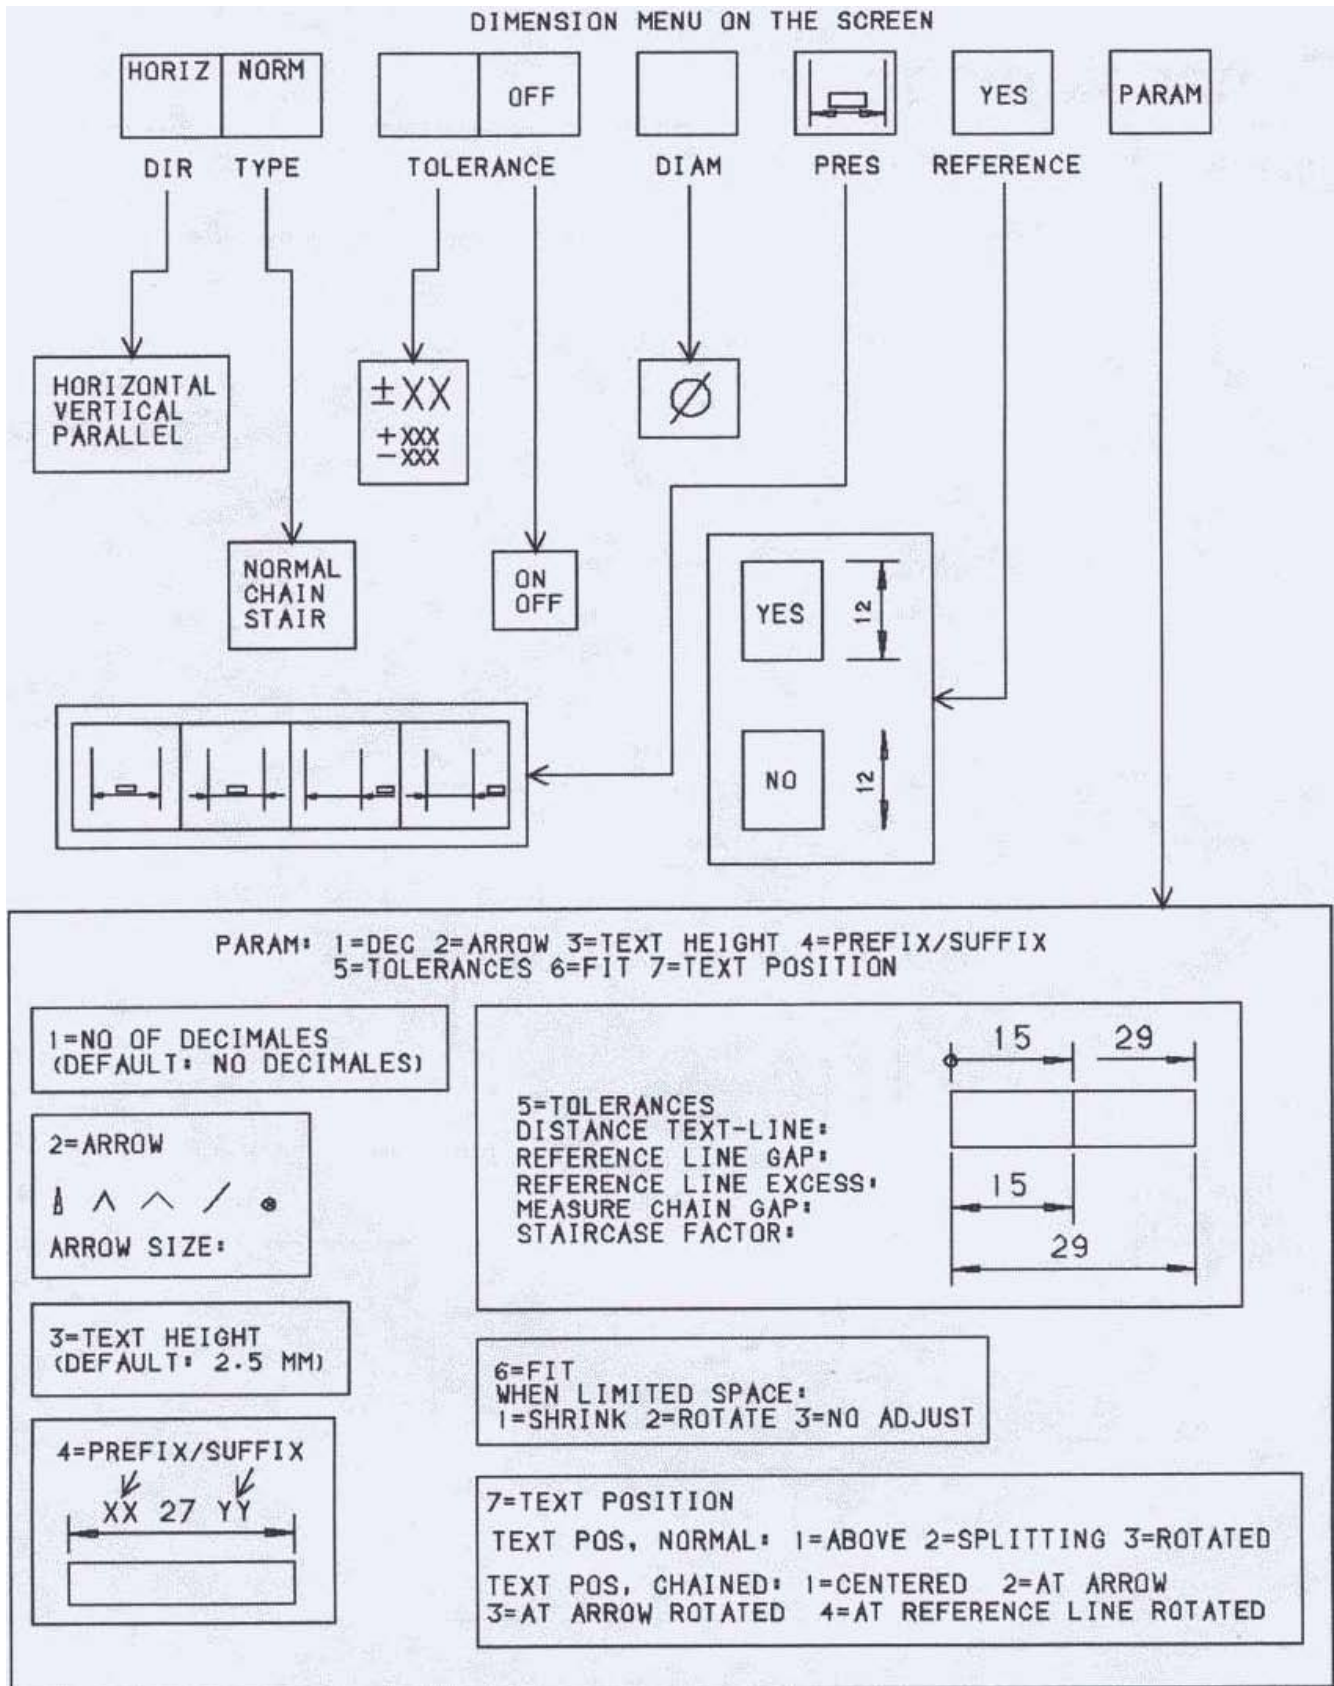 DIMENSION MENU ON THE SCREEN
HORIZ NORM
OFF
YES
PARAM
DIR TYPE TOLERANCE DIAM PRES REFERENCE
HORIZONTAL
VERTICAL
PARALLEL
±XX
+XXX
-XXX
Ø
NORMAL
CHAIN
STAIR
ON
OFF
YES 12
NO 12
PARAM: 1=DEC 2=ARROW 3=TEXT HEIGHT 4=PREFIX/SUFFIX
5=TOLERANCES 6=FIT 7=TEXT POSITION
1=NO OF DECIMALES
(DEFAULT: NO DECIMALES)
2=ARROW
ARROW SIZE:
3=TEXT HEIGHT
(DEFAULT: 2.5 MM)
4=PREFIX/SUFFIX
XX 27 YY
5=TOLERANCES
DISTANCE TEXT-LINE:
REFERENCE LINE GAP:
REFERENCE LINE EXCESS:
MEASURE CHAIN GAP:
STAIRCASE FACTOR:
15 29
15
29
6=FIT
WHEN LIMITED SPACE:
1=SHRINK 2=ROTATE 3=NO ADJUST
7=TEXT POSITION
TEXT POS, NORMAL: 1=ABOVE 2=SPLITTING 3=ROTATED
TEXT POS, CHAINED: 1=CENTERED 2=AT ARROW
3=AT ARROW ROTATED 4=AT REFERENCE LINE ROTATED